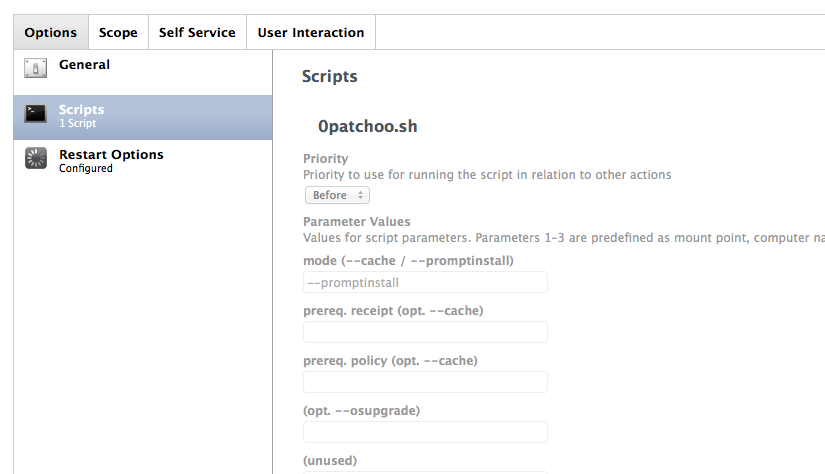 Options
Scope
Self Service
User Interaction
General
Scripts
1 Script
Restart Options
Configured
Scripts
0patchoo.sh
Priority
Priority to use for running the script in relation to other actions
Before
Parameter Values
Values for script parameters. Parameters 1-3 are predefined as mount point, computer na
mode (--cache / --promptinstall)
--promptinstall
prereq. receipt (opt. --cache)
prereq. policy (opt. --cache)
(opt. --osupgrade)
(unused)